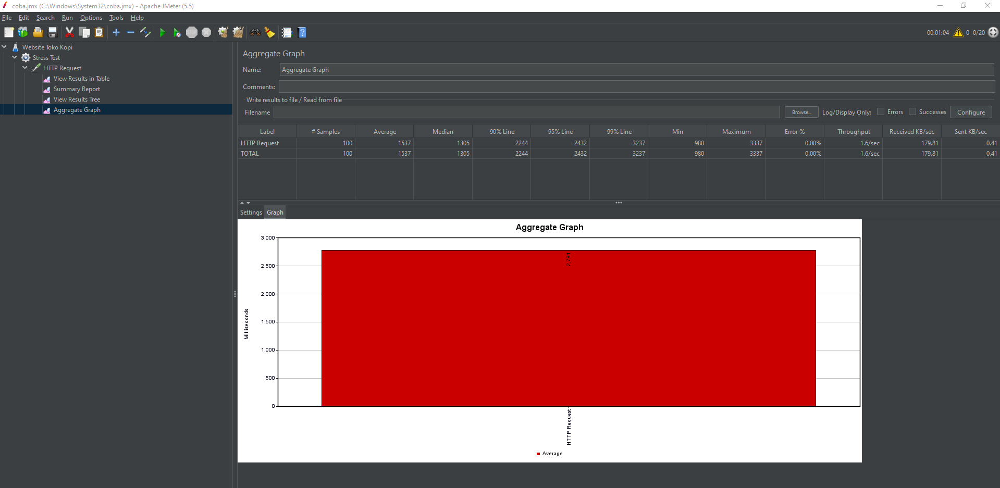 coba.jmx (C:\Windows\System32\coba.jmx) - Apache JMeter (5.5)
File Edit Search Run Options Tools Help
00:01:04 0 0/20
Website Toko Kopi
Stress Test
HTTP Request
View Results in Table
Summary Report
View Results Tree
Aggregate Graph
Aggregate Graph
Name: Aggregate Graph
Comments:
Write results to file / Read from file
Filename Browse... Log/Display Only: Errors Successes Configure
Label # Samples Average Median 90% Line 95% Line 99% Line Min Maximum Error % Throughput Received KB/sec Sent KB/sec
HTTP Request 100 1537 1305 2244 2432 3237 980 3337 0.00% 1.6/sec 179.81 0.41
TOTAL 100 1537 1305 2244 2432 3237 980 3337 0.00% 1.6/sec 179.81 0.41
Settings Graph
Aggregate Graph
3,000
2,500
2,000
1,500
1,000
500
0
Milliseconds
2,781
HTTP Request
Average